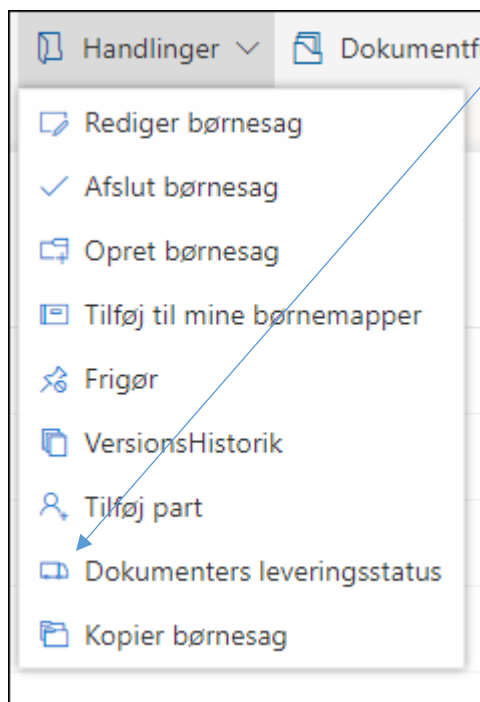 Handlinger Dokumentf
Rediger børnesag
Afslut børnesag
Opret børnesag
Tilføj til mine børnemapper
Frigør
VersionsHistorik
Tilføj part
Dokumenters leveringsstatus
Kopier børnesag